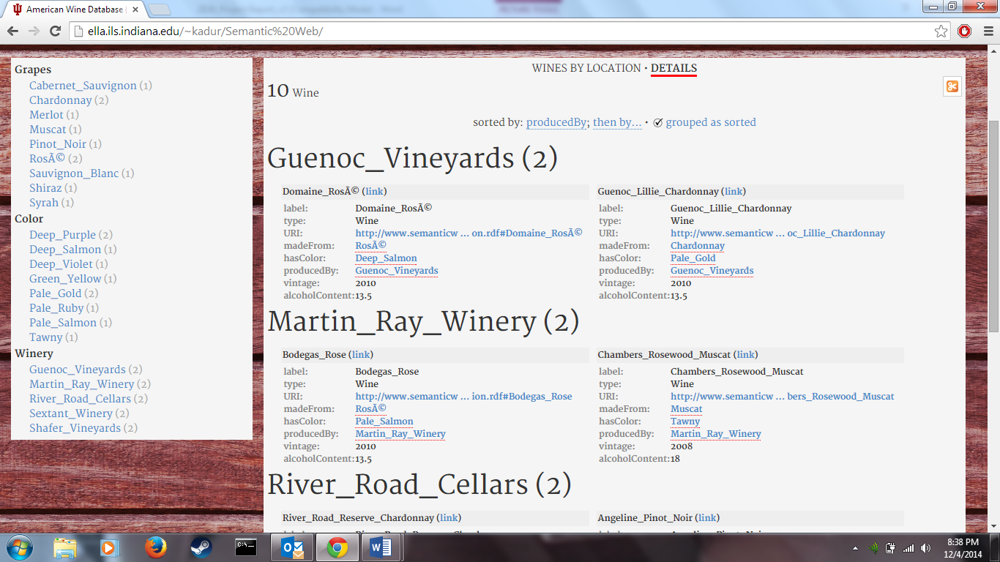 American Wine Database
ella.ils.indiana.edu/~kadur/Semantic%20Web/
Grapes
Cabernet_Sauvignon (1)
Chardonnay (2)
Merlot (1)
Muscat (1)
Pinot_Noir (1)
RosÃ© (2)
Sauvignon_Blanc (1)
Shiraz (1)
Syrah (1)
Color
Deep_Purple (2)
Deep_Salmon (1)
Deep_Violet (1)
Green_Yellow (1)
Pale_Gold (2)
Pale_Ruby (1)
Pale_Salmon (1)
Tawny (1)
Winery
Guenoc_Vineyards (2)
Martin_Ray_Winery (2)
River_Road_Cellars (2)
Sextant_Winery (2)
Shafer_Vineyards (2)
WINES BY LOCATION • DETAILS
10 Wine
sorted by: producedBy; then by... • grouped as sorted
Guenoc_Vineyards (2)
Domaine_RosÃ© (link)
label: Domaine_RosÃ©
type: Wine
URI: http://www.semanticw ... on.rdf#Domaine_RosÃ©
madeFrom: RosÃ©
hasColor: Deep_Salmon
producedBy: Guenoc_Vineyards
vintage: 2010
alcoholContent: 13.5
Guenoc_Lillie_Chardonnay (link)
label: Guenoc_Lillie_Chardonnay
type: Wine
URI: http://www.semanticw ... oc_Lillie_Chardonnay
madeFrom: Chardonnay
hasColor: Pale_Gold
producedBy: Guenoc_Vineyards
vintage: 2010
alcoholContent: 13.5
Martin_Ray_Winery (2)
Bodegas_Rose (link)
label: Bodegas_Rose
type: Wine
URI: http://www.semanticw ... ion.rdf#Bodegas_Rose
madeFrom: RosÃ©
hasColor: Pale_Salmon
producedBy: Martin_Ray_Winery
vintage: 2010
alcoholContent: 13.5
Chambers_Rosewood_Muscat (link)
label: Chambers_Rosewood_Muscat
type: Wine
URI: http://www.semanticw ... bers_Rosewood_Muscat
madeFrom: Muscat
hasColor: Tawny
producedBy: Martin_Ray_Winery
vintage: 2008
alcoholContent: 18
River_Road_Cellars (2)
River_Road_Reserve_Chardonnay (link)
Angeline_Pinot_Noir (link)
8:38 PM
12/4/2014